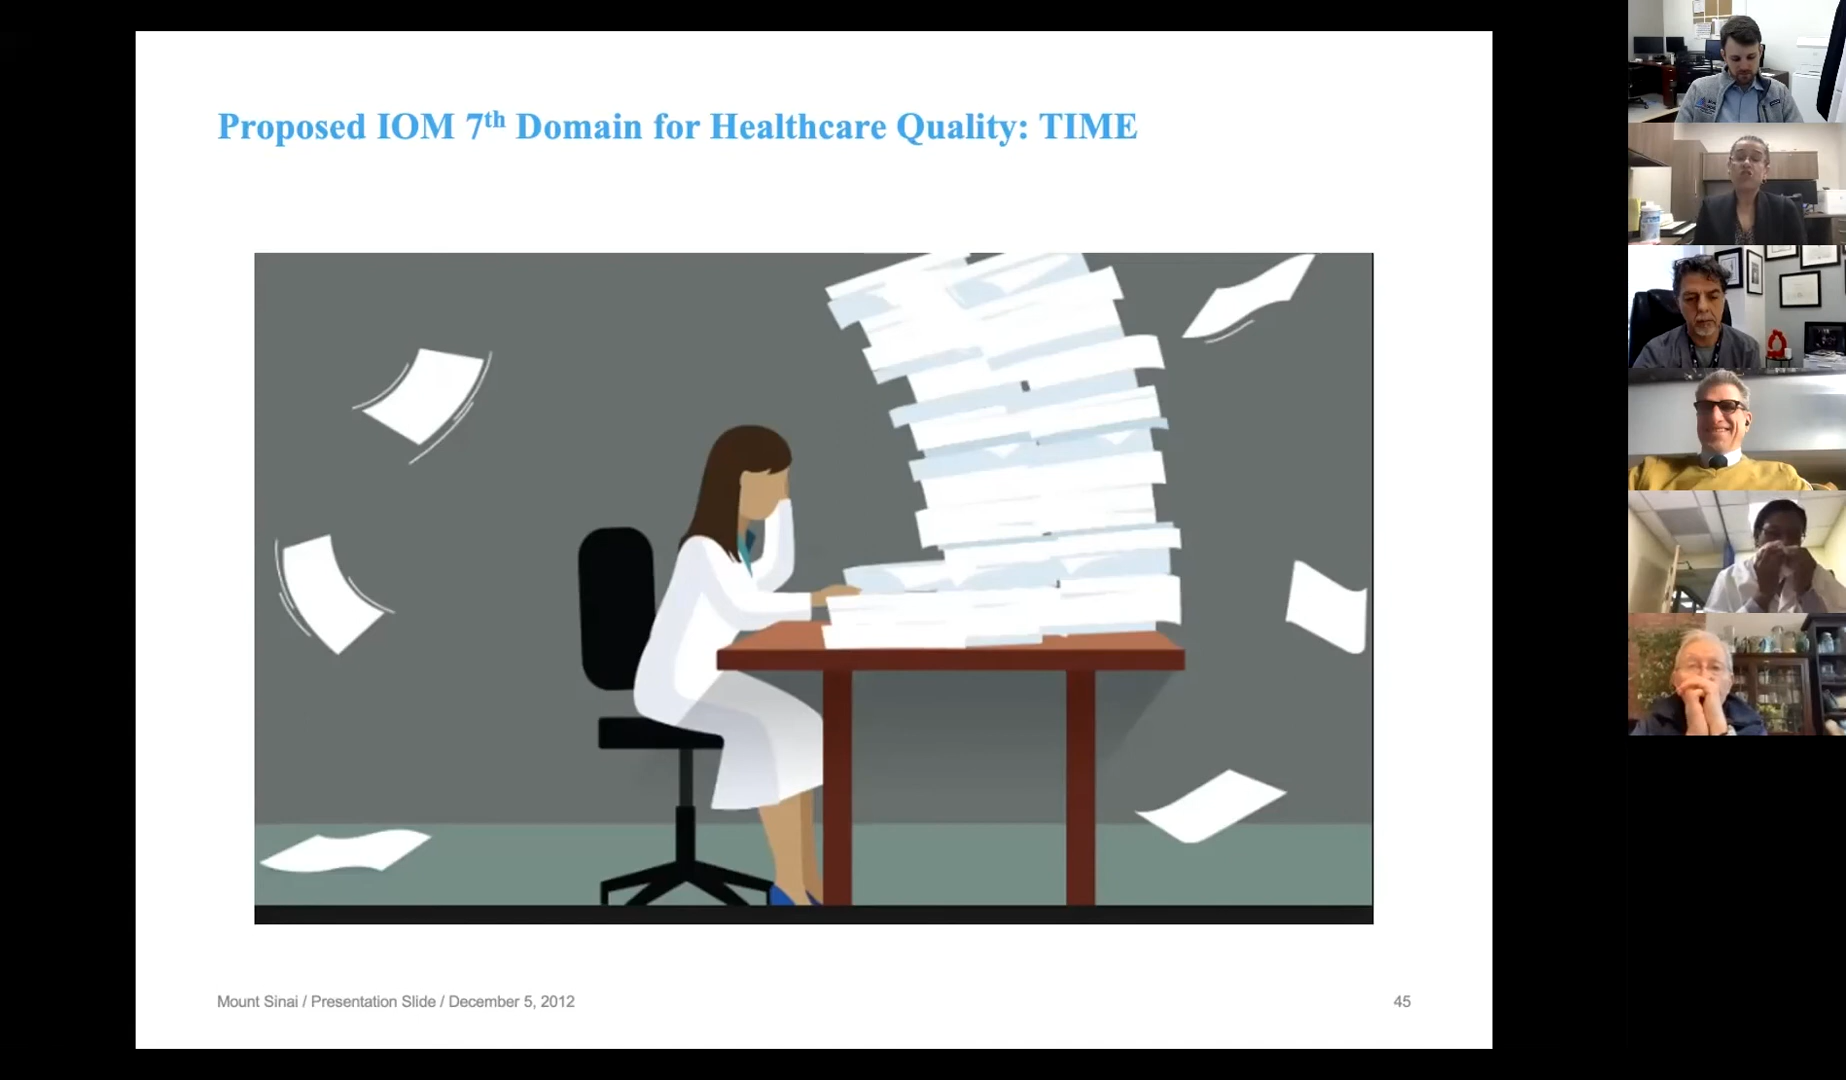 Proposed IOM 7th Domain for Healthcare Quality: TIME
Mount Sinai / Presentation Slide / December 5, 2012
45